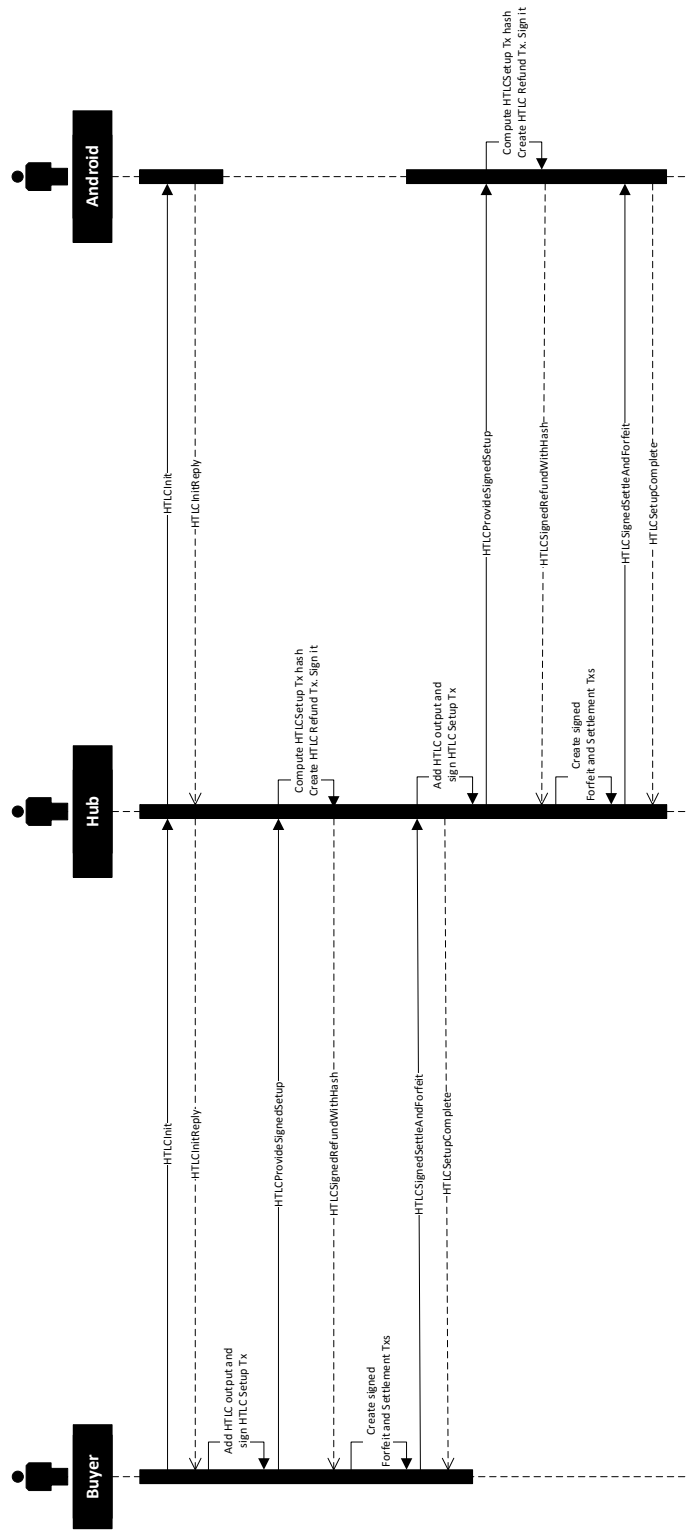 Buyer
Hub
Android
HTLCInit
HTLCInit
HTLCInitReply
HTLCInitReply
Add HTLC output and
sign HTLC Setup Tx
HTLCProvideSignedSetup
Compute HTLCSetup Tx hash
Create HTLC Refund Tx. Sign it
HTLCSignedRefundWithHash
Create signed
Forfeit and Settlement Txs
HTLCSignedSettleAndForfeit
Add HTLC output and
sign HTLC Setup Tx
HTLCSetupComplete
HTLCProvideSignedSetup
Compute HTLCSetup Tx hash
Create HTLC Refund Tx. Sign it
HTLCSignedRefundWithHash
Create signed
Forfeit and Settlement Txs
HTLCSignedSettleAndForfeit
HTLCSetupComplete